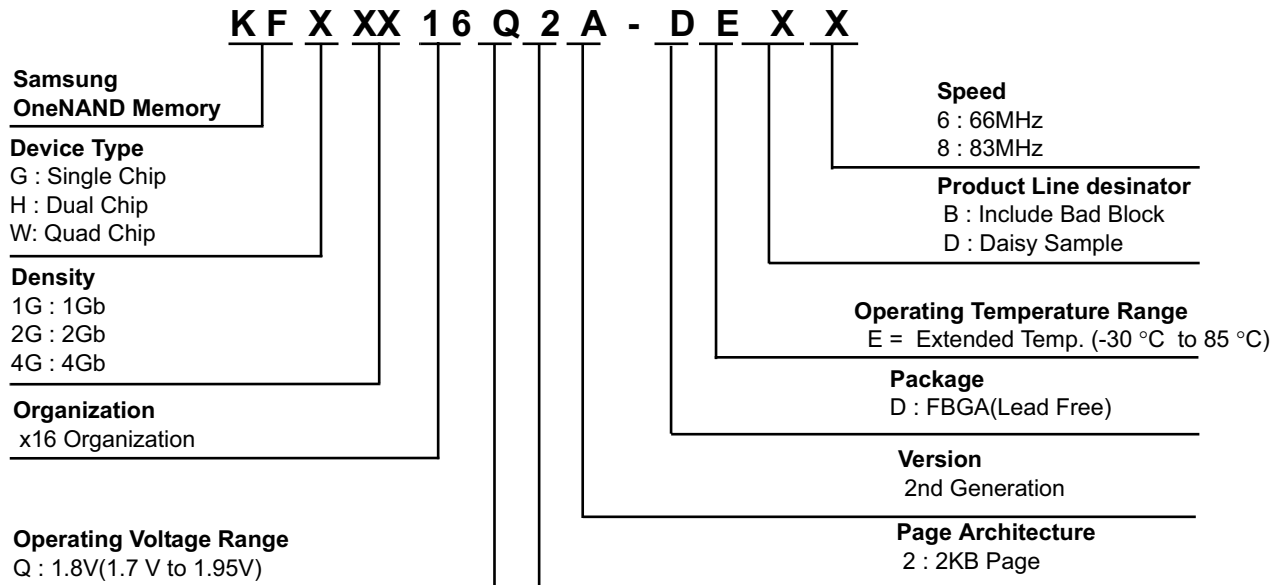 KF X XX 16 Q 2 A - D E X X
Samsung
OneNAND Memory
Device Type
G : Single Chip
H : Dual Chip
W: Quad Chip
Density
1G : 1Gb
2G : 2Gb
4G : 4Gb
Organization
x16 Organization
Operating Voltage Range
Q : 1.8V(1.7 V to 1.95V)
Speed
6 : 66MHz
8 : 83MHz
Product Line desinator
B : Include Bad Block
D : Daisy Sample
Operating Temperature Range
E = Extended Temp. (-30 °C to 85 °C)
Package
D : FBGA(Lead Free)
Version
2nd Generation
Page Architecture
2 : 2KB Page